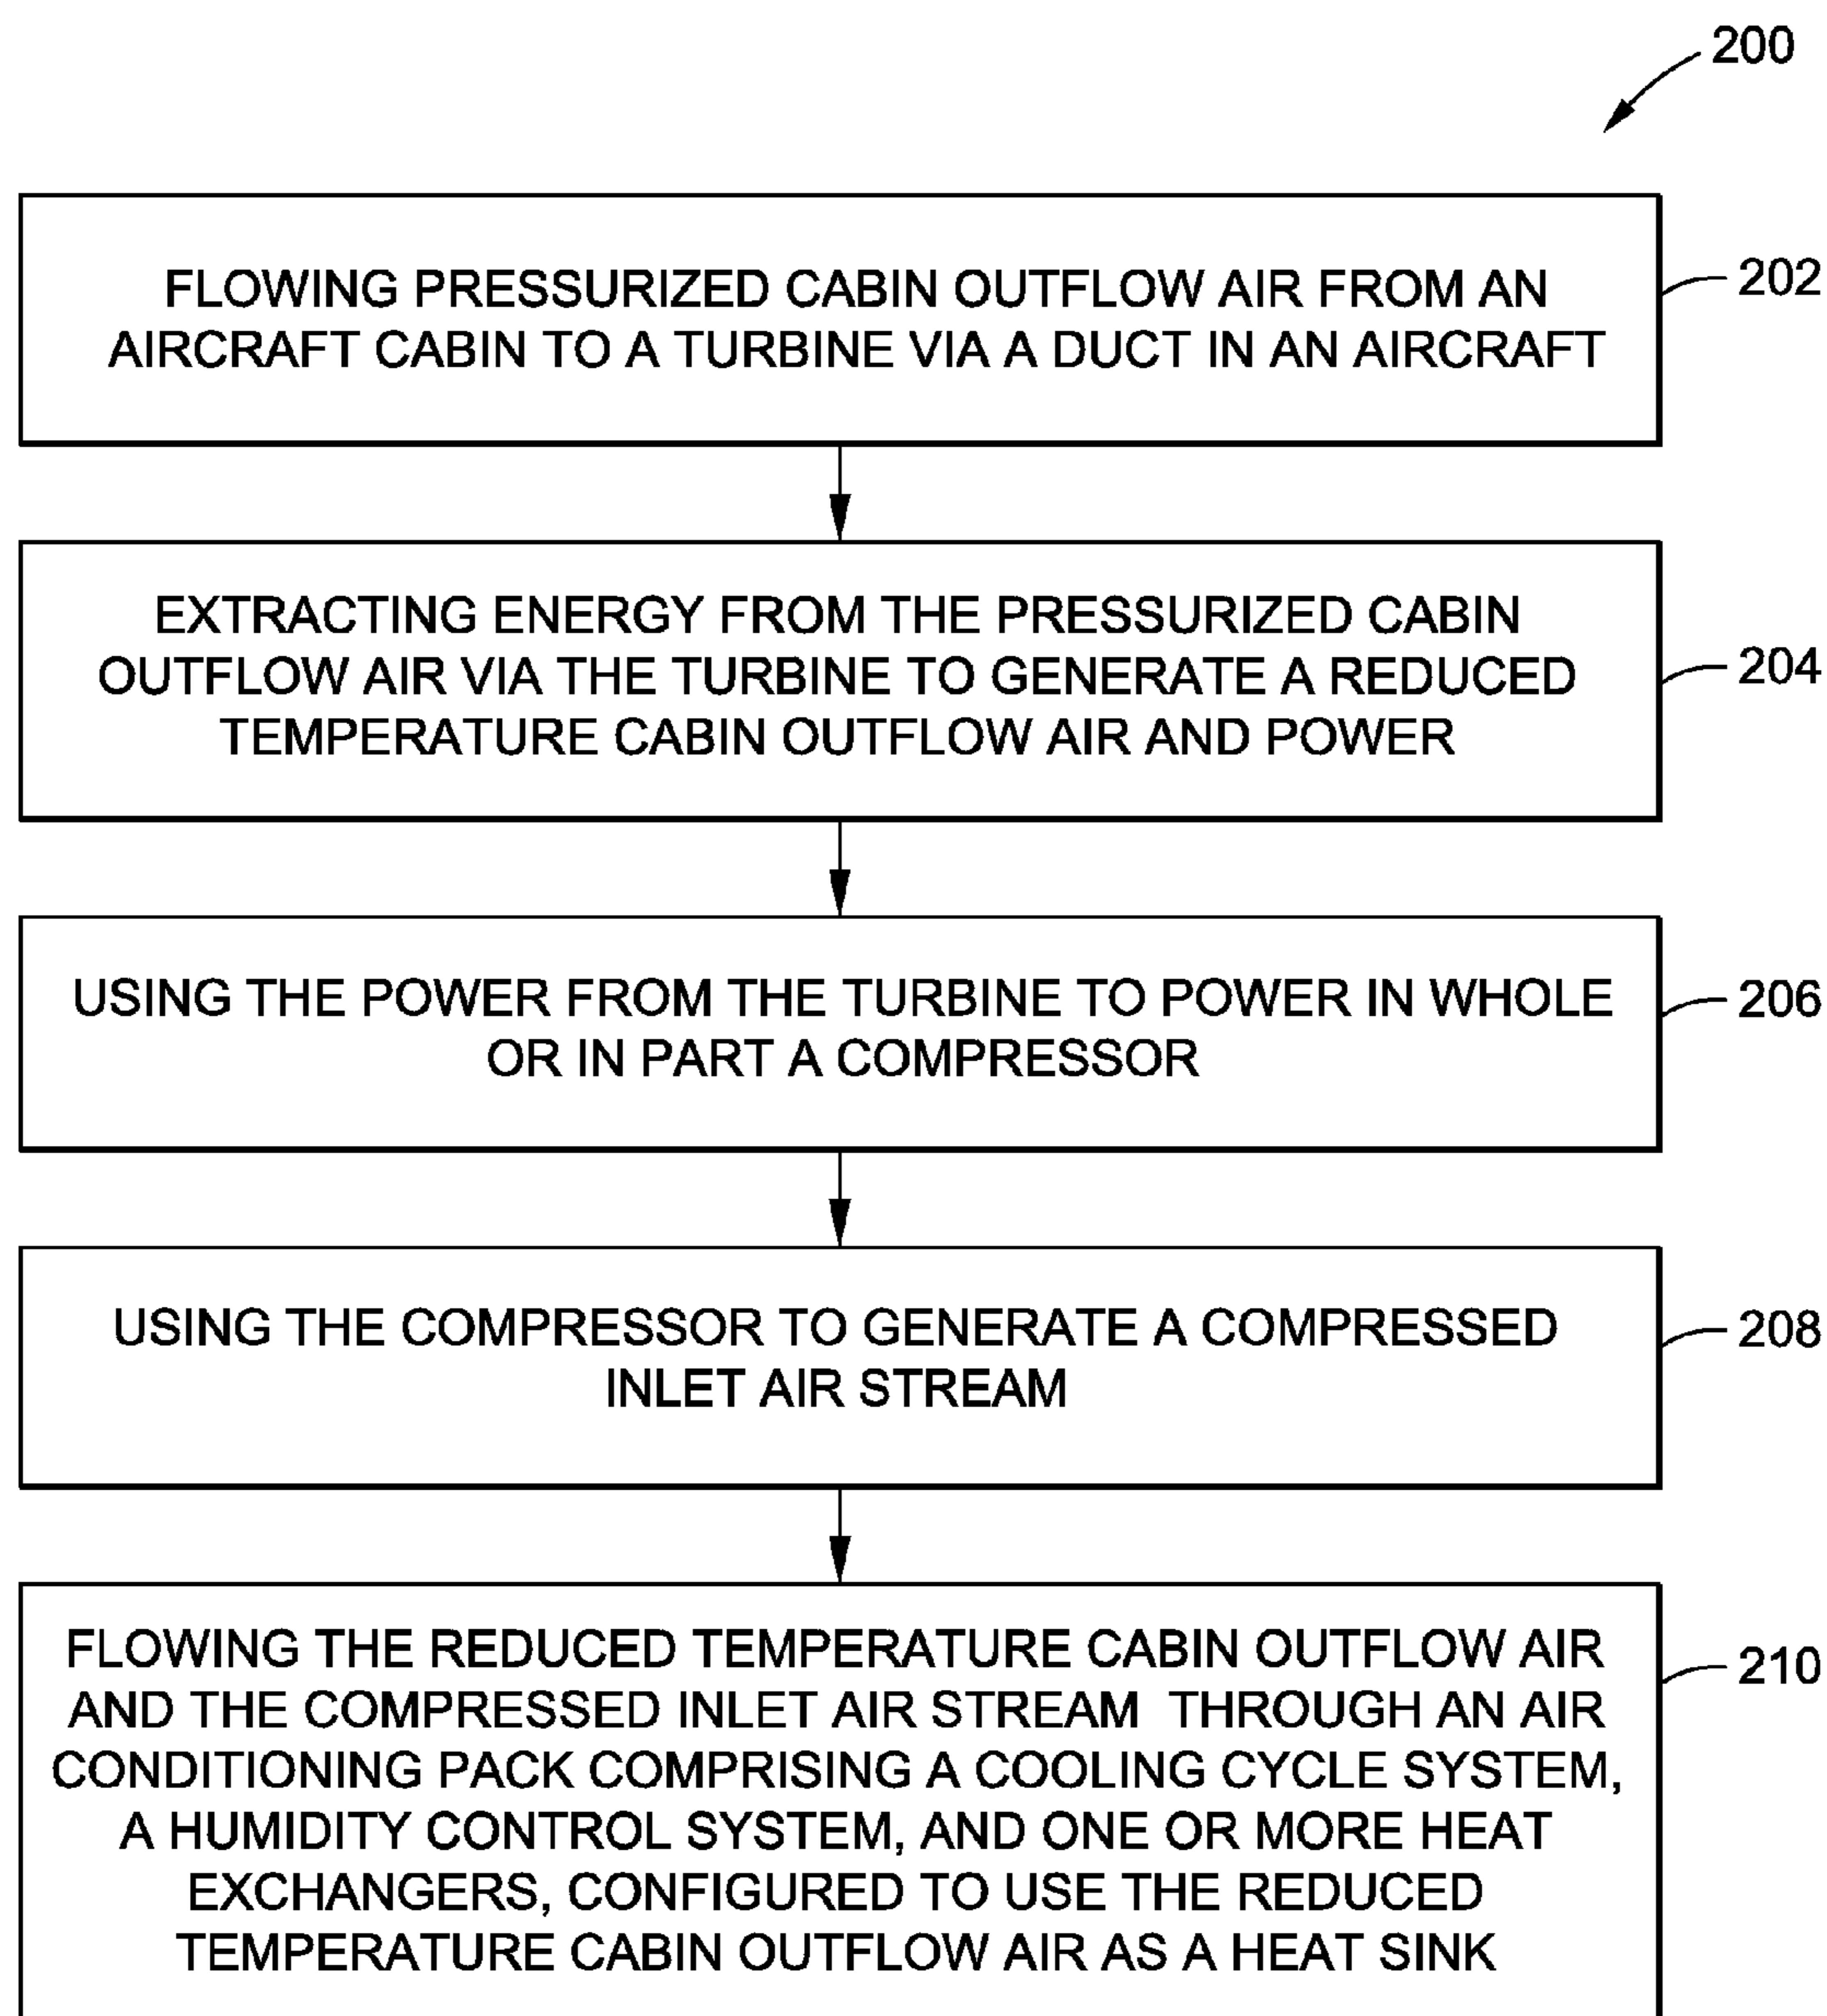 200
FLOWING PRESSURIZED CABIN OUTFLOW AIR FROM AN
AIRCRAFT CABIN TO A TURBINE VIA A DUCT IN AN AIRCRAFT
202
EXTRACTING ENERGY FROM THE PRESSURIZED CABIN
OUTFLOW AIR VIA THE TURBINE TO GENERATE A REDUCED
TEMPERATURE CABIN OUTFLOW AIR AND POWER
204
USING THE POWER FROM THE TURBINE TO POWER IN WHOLE
OR IN PART A COMPRESSOR
206
USING THE COMPRESSOR TO GENERATE A COMPRESSED
INLET AIR STREAM
208
FLOWING THE REDUCED TEMPERATURE CABIN OUTFLOW AIR
AND THE COMPRESSED INLET AIR STREAM THROUGH AN AIR
CONDITIONING PACK COMPRISING A COOLING CYCLE SYSTEM,
A HUMIDITY CONTROL SYSTEM, AND ONE OR MORE HEAT
EXCHANGERS, CONFIGURED TO USE THE REDUCED
TEMPERATURE CABIN OUTFLOW AIR AS A HEAT SINK
210